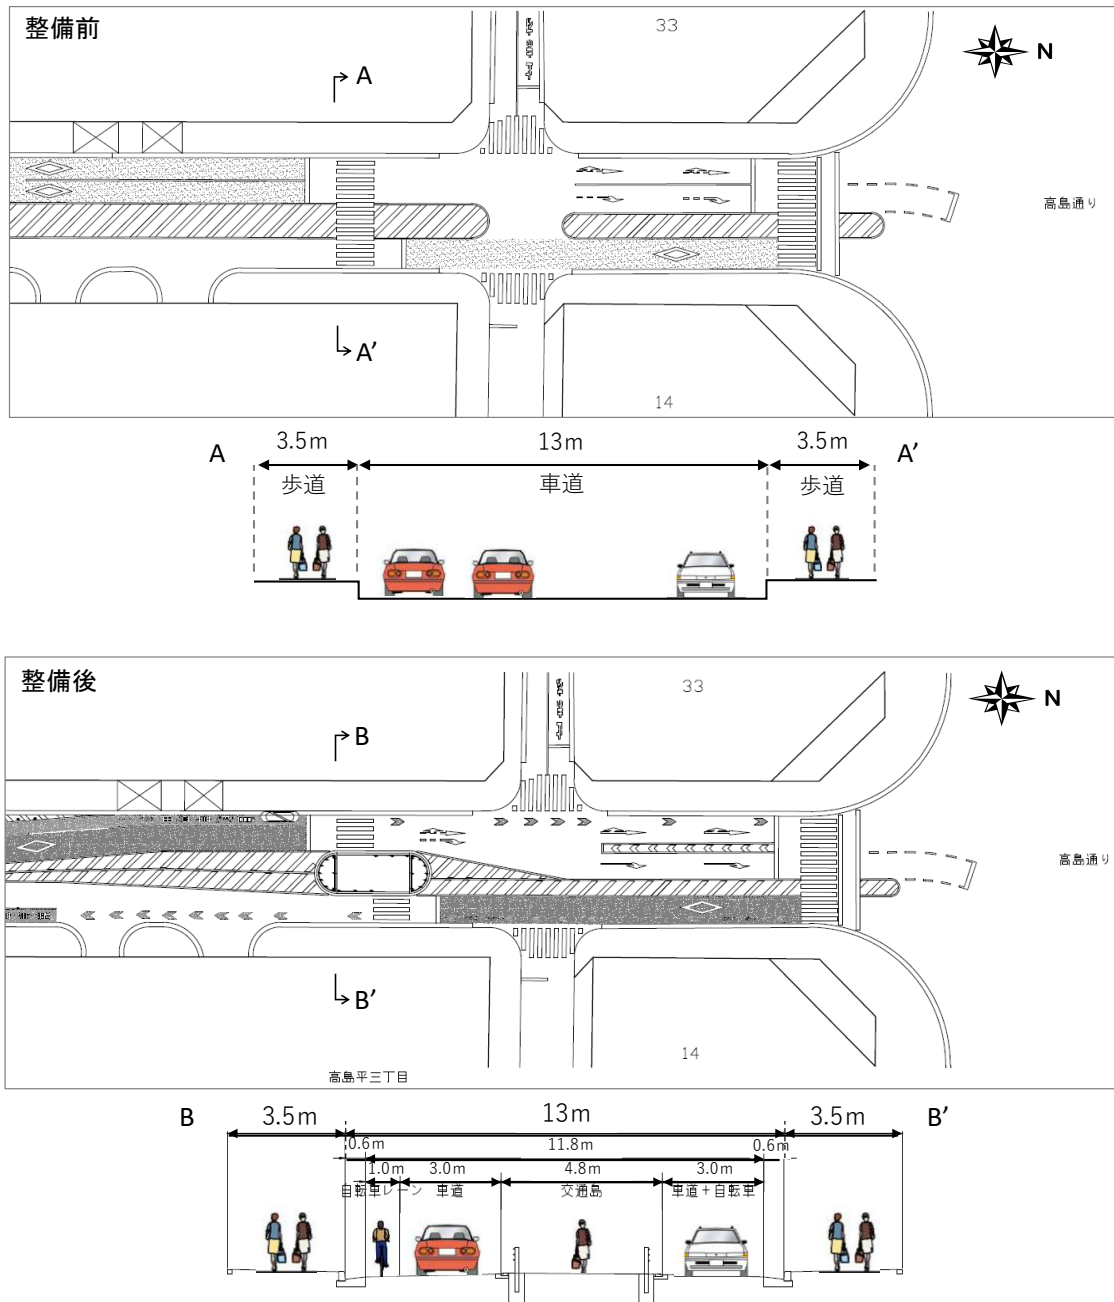 整備前
33
N
A
高島通り
A’
14
A
3.5m
13m
3.5m
A’
歩道
車道
歩道
整備後
33
N
B
高島通り
B’
14
高島平三丁目
B
3.5m
13m
3.5m
B’
0.6m
11.8m
0.6m
1.0m
3.0m
4.8m
3.0m
自転車レーン
車道
交通島
車道+自転車